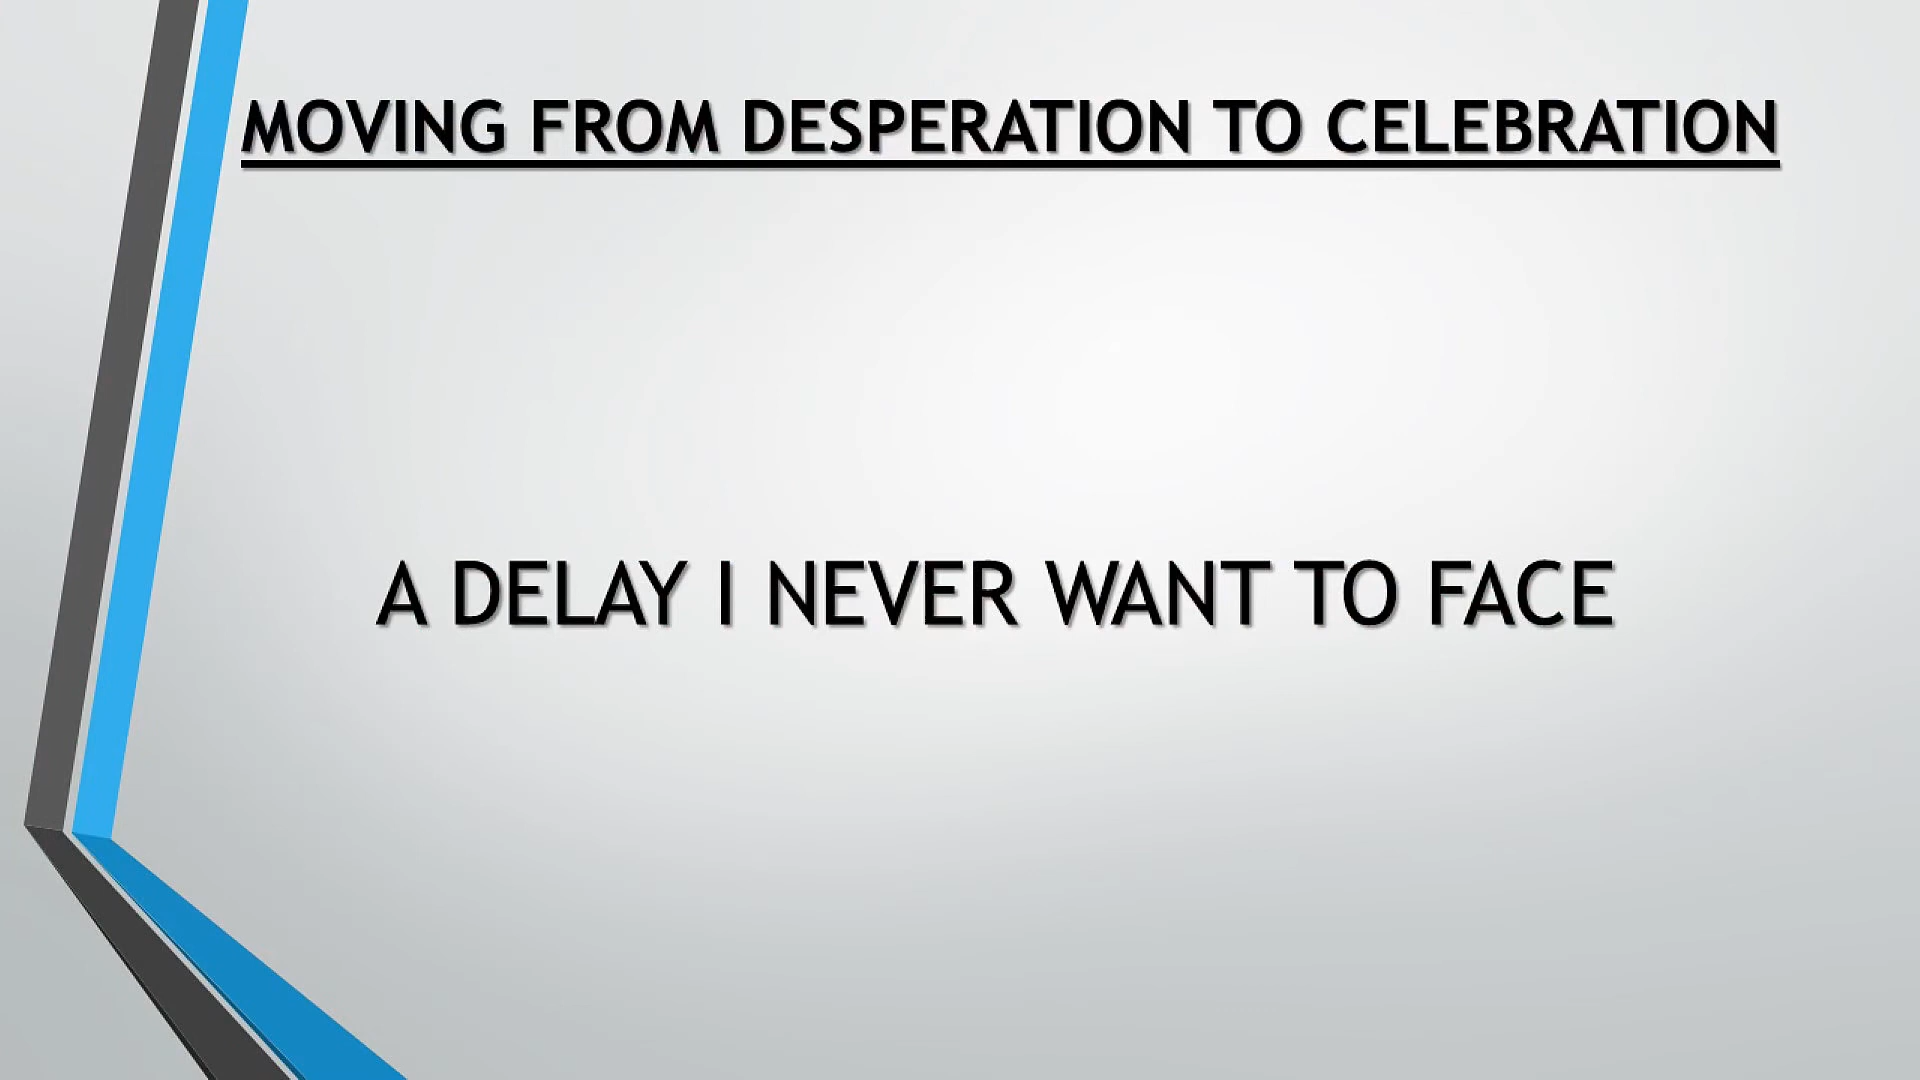 MOVING FROM DESPERATION TO CELEBRATION
A DELAY I NEVER WANT TO FACE